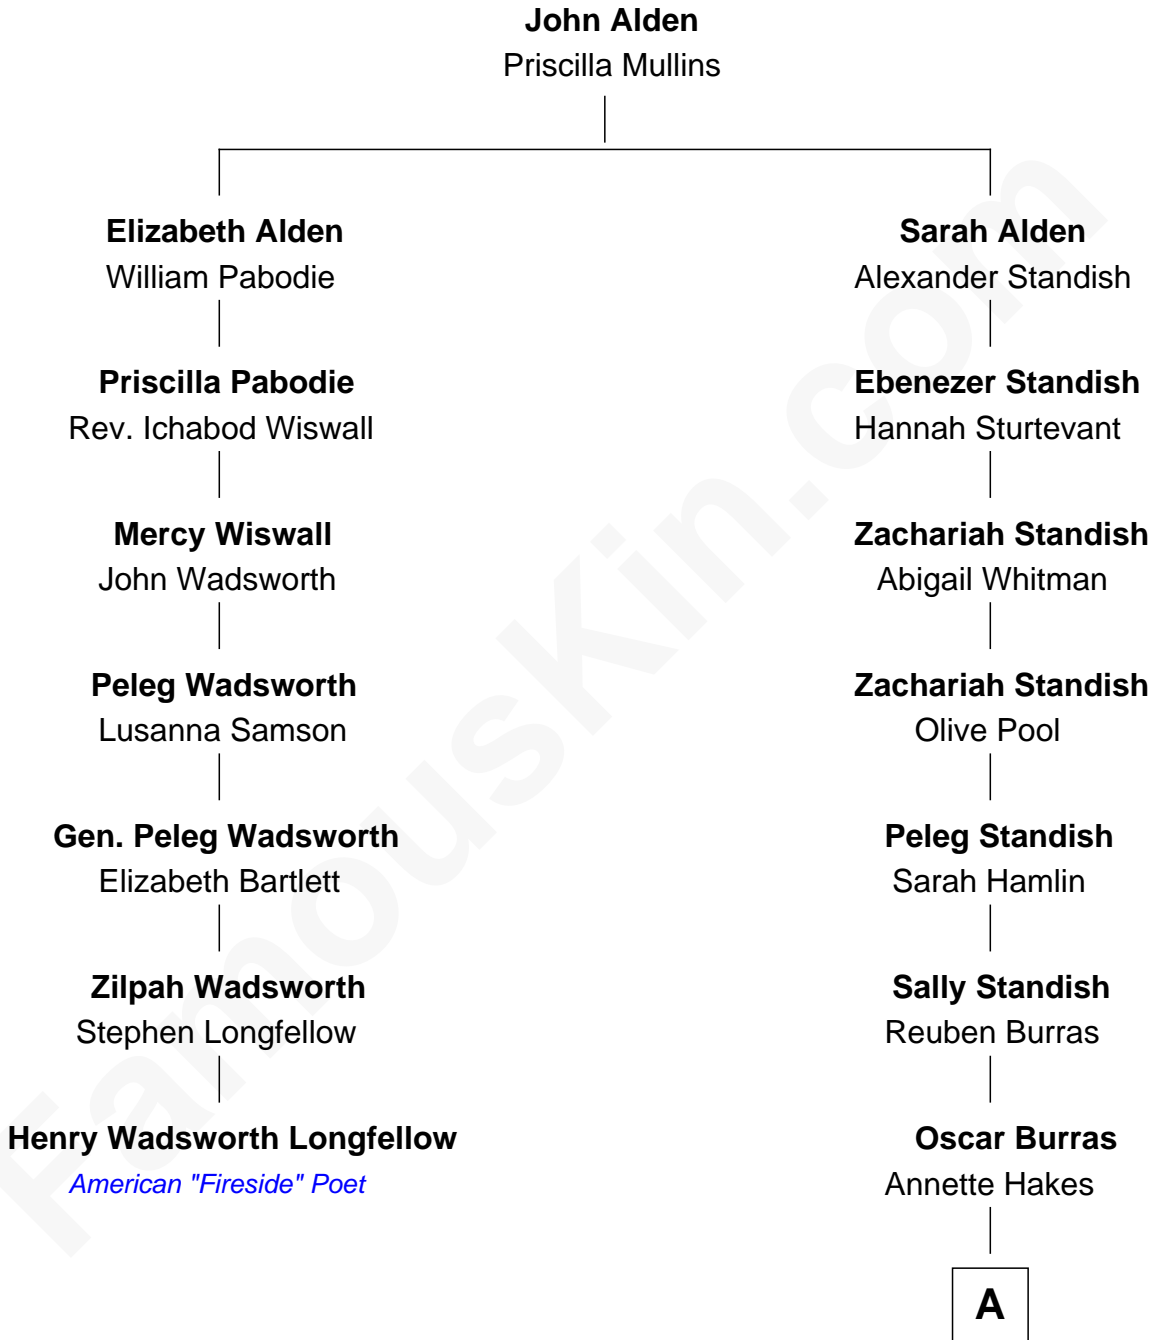 John Alden
Priscilla Mullins
Elizabeth Alden
William Pabodie
Sarah Alden
Alexander Standish
Priscilla Pabodie
Rev. Ichabod Wiswall
Ebenezer Standish
Hannah Sturtevant
Mercy Wiswall
John Wadsworth
Zachariah Standish
Abigail Whitman
Peleg Wadsworth
Lusanna Samson
Zachariah Standish
Olive Pool
Gen. Peleg Wadsworth
Elizabeth Bartlett
Peleg Standish
Sarah Hamlin
Zilpah Wadsworth
Stephen Longfellow
Sally Standish
Reuben Burras
Henry Wadsworth Longfellow
American "Fireside" Poet
Oscar Burras
Annette Hakes
A
FamousKin.com